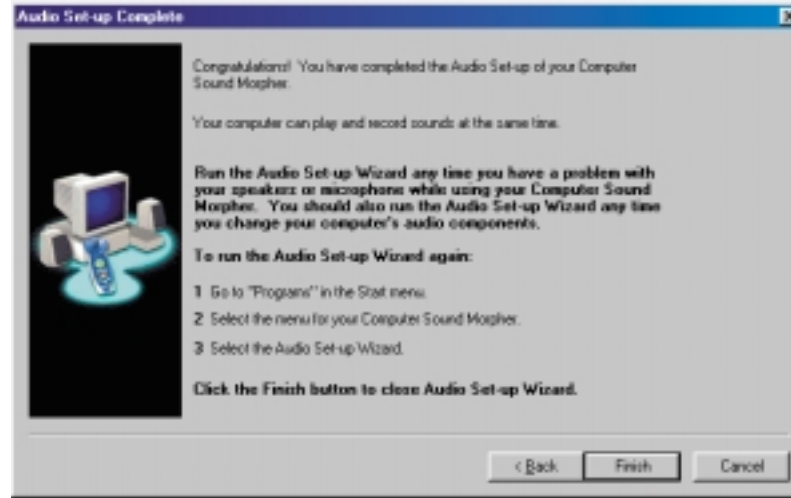 Audio Set-up Complete
Congratulations! You have completed the Audio Set-up of your Computer
Sound Morpher.
Your computer can play and record sounds at the same time.
Run the Audio Set-up Wizard any time you have a problem with
your speakers or microphone while using your Computer Sound
Morpher. You should also run the Audio Set-up Wizard any time
you change your computer's audio components.
To run the Audio Set-up Wizard again:
1 Go to "Programs" in the Start menu.
2 Select the menu for your Computer Sound Morpher.
3 Select the Audio Set-up Wizard.
Click the Finish button to close Audio Set-up Wizard.
< Back Finish Cancel